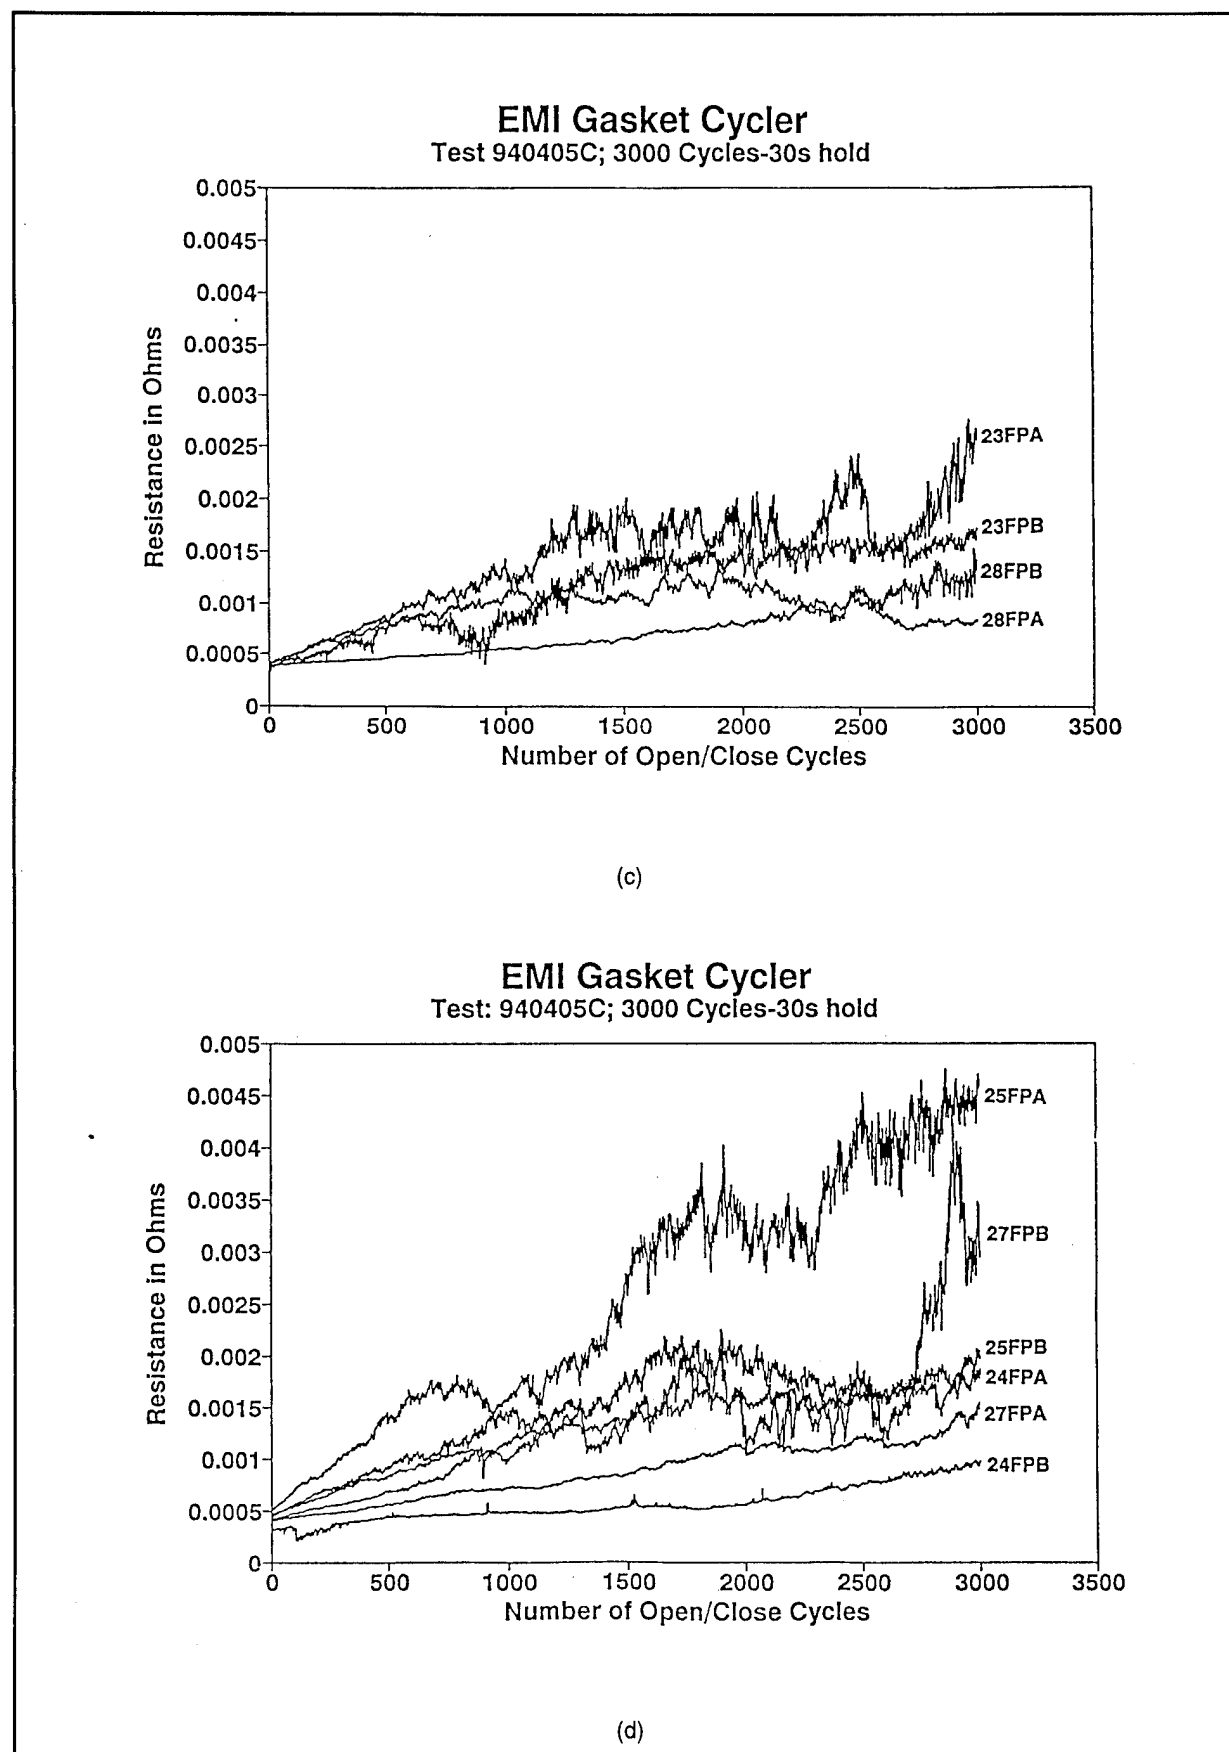 EMI Gasket Cycler
Test 940405C; 3000 Cycles-30s hold
0.005
0.0045
0.004
0.0035
0.003
0.0025
0.002
0.0015
0.001
0.0005
0
Resistance in Ohms
23FPA
23FPB
28FPB
28FPA
0 500 1000 1500 2000 2500 3000 3500
Number of Open/Close Cycles
(c)
EMI Gasket Cycler
Test: 940405C; 3000 Cycles-30s hold
0.005
0.0045
0.004
0.0035
0.003
0.0025
0.002
0.0015
0.001
0.0005
0
Resistance in Ohms
25FPA
27FPB
25FPB
24FPA
27FPA
24FPB
0 500 1000 1500 2000 2500 3000 3500
Number of Open/Close Cycles
(d)